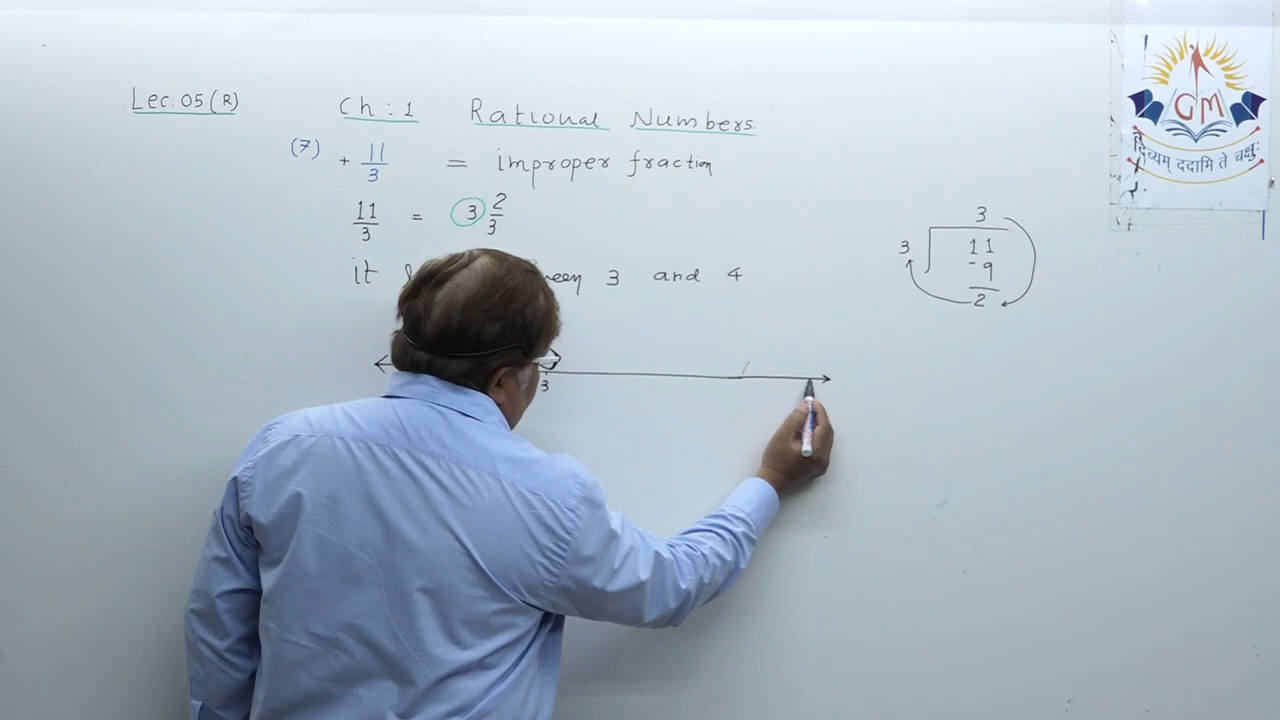 Lec: 05 (R)
Ch : 1 Rational Numbers.
(7) + 11/3 = improper fraction
11/3 = 3 2/3
it 3 and 4
3
3 11
- 9
2
3
GM
दिव्यम् ददामि ते चक्षुः